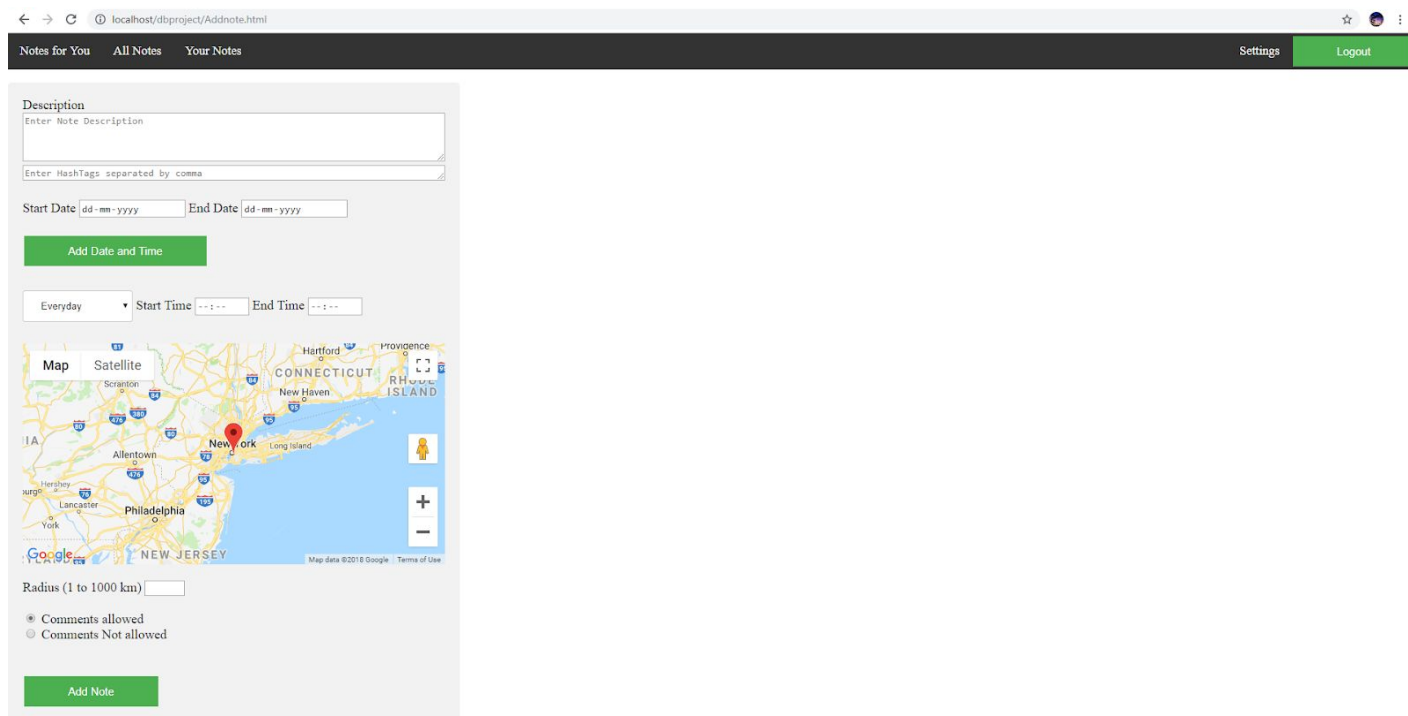 localhost/dbproject/Addnote.html
Notes for You All Notes Your Notes Settings Logout
Description
Enter Note Description
Enter HashTags separated by comma
Start Date dd-mm-yyyy End Date dd-mm-yyyy
Add Date and Time
Everyday Start Time --:-- End Time --:--
Map Satellite
Hartford
Providence
CONNECTICUT
RHODE ISLAND
Scranton
New Haven
New York
Long Island
Allentown
Hershey
Lancaster
Philadelphia
York
NEW JERSEY
Google
Map data ©2018 Google Terms of Use
Radius (1 to 1000 km)
Comments allowed
Comments Not allowed
Add Note